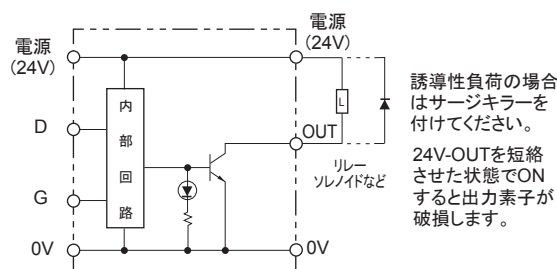 電源
(24V)
電源
(24V)
D
内部回路
G
0V
OUT
L
リレー
ソレノイドなど
0V
誘導性負荷の場合
はサージキラーを
付けてください。
24V-OUTを短絡
させた状態でON
すると出力素子が
破損します。